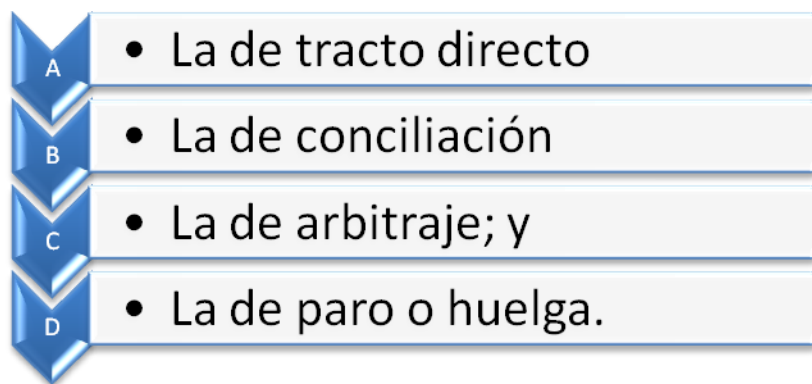 A • La de tracto directo
B • La de conciliación
C • La de arbitraje; y
D • La de paro o huelga.